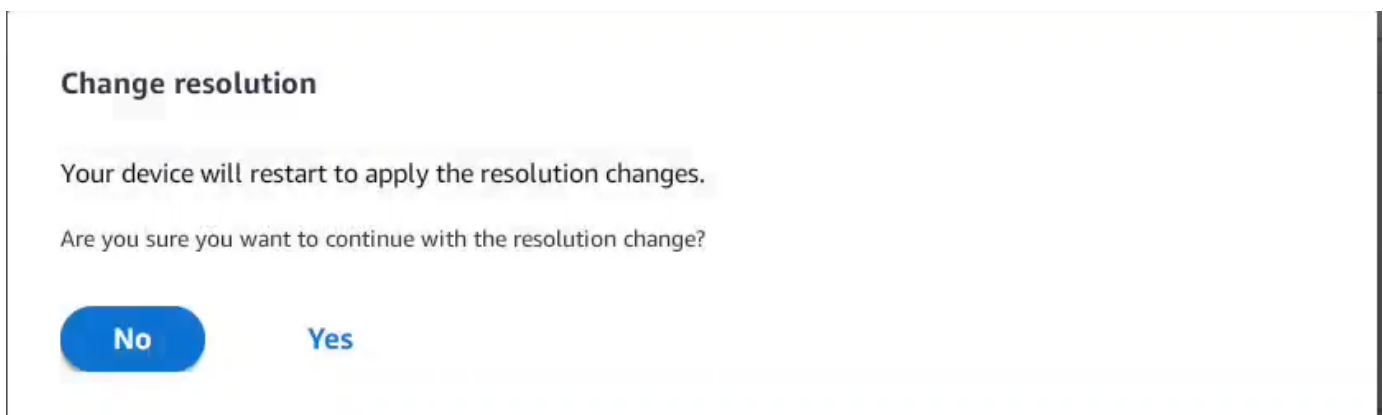 Change resolution
Your device will restart to apply the resolution changes.
Are you sure you want to continue with the resolution change?
No Yes